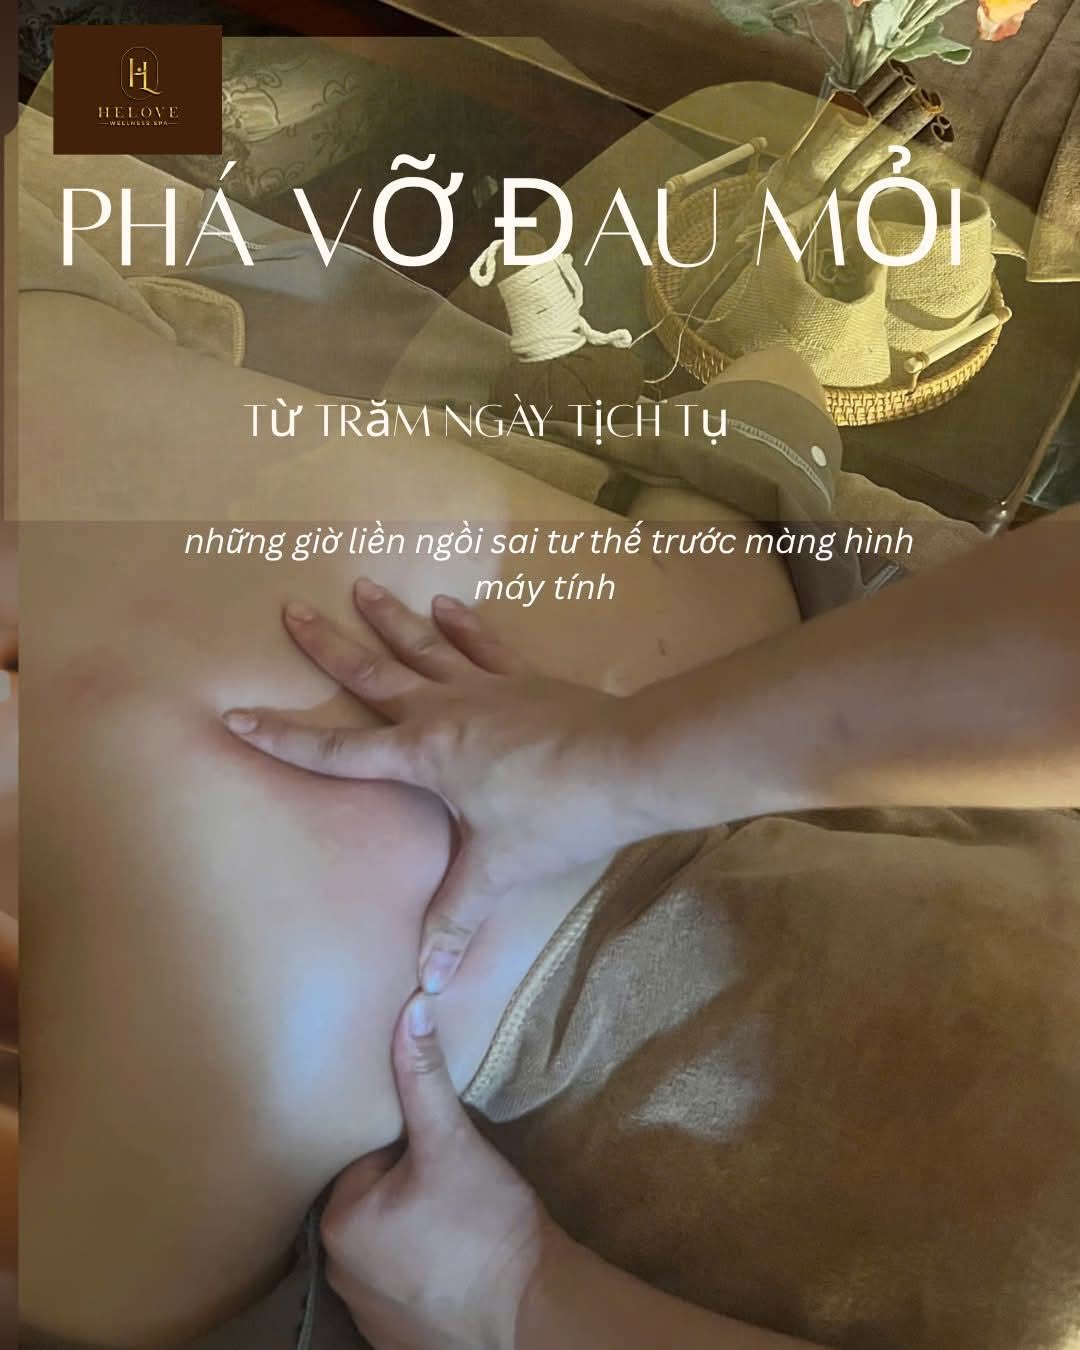 HELOVE
WELLNESS SPA
PHÁ VỠ ĐAU MỎI
Từ TRăM NGÀY TịCH Tụ
những giờ liền ngồi sai tư thế trước màng hình
máy tính